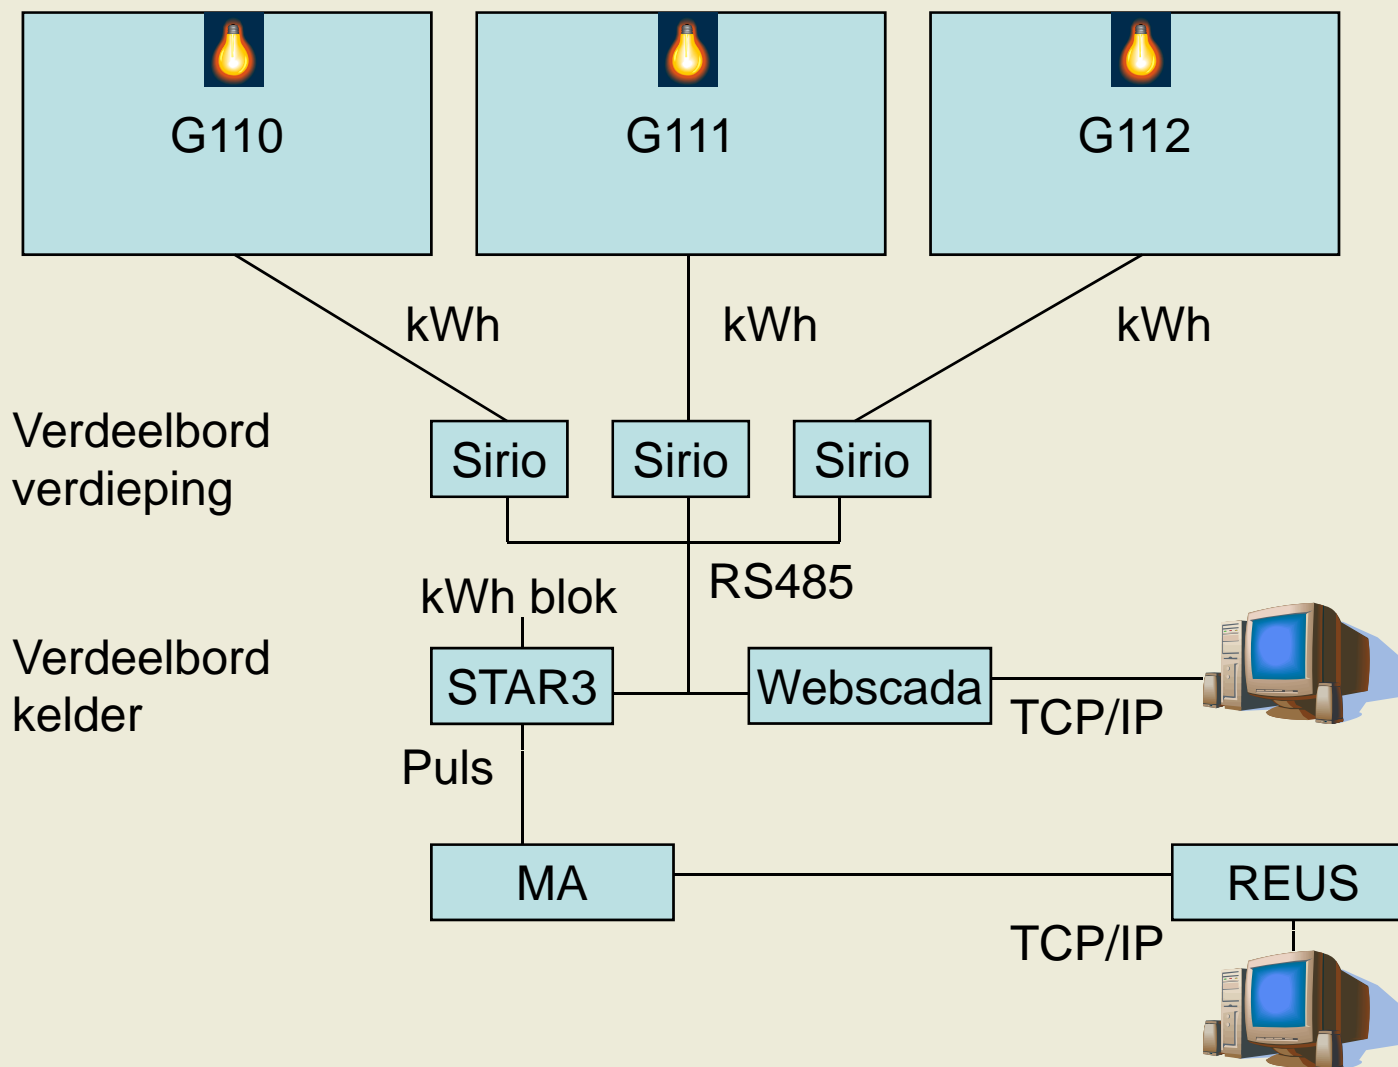 G110
G111
G112
kWh
kWh
kWh
Verdeelbord
verdieping
Sirio
Sirio
Sirio
RS485
kWh blok
Verdeelbord
kelder
STAR3
Webscada
TCP/IP
Puls
MA
REUS
TCP/IP